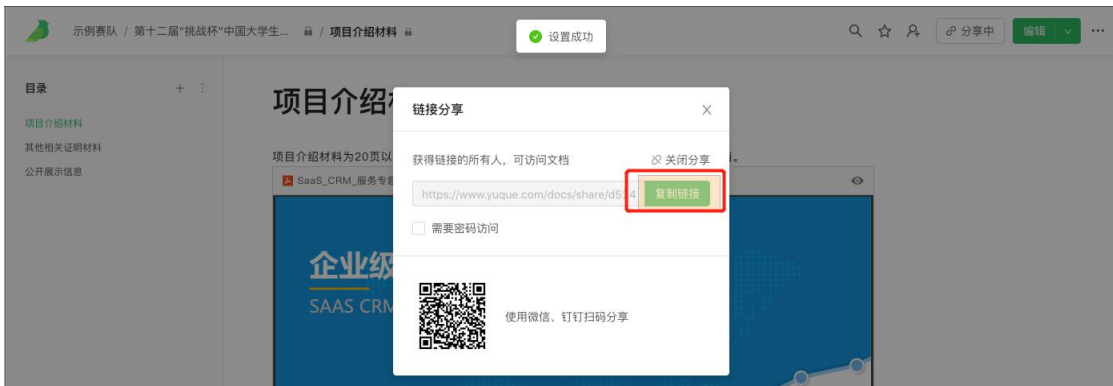 示例赛队 / 第十二届"挑战杯"中国大学生... / 项目介绍材料
设置成功
分享中
编辑
目录
项目介绍材料
其他相关证明材料
公开展示信息
项目介绍
项目介绍材料为20页以
SaaS_CRM_服务专
企业级
SAAS CRM
链接分享
获得链接的所有人，可访问文档
关闭分享
https://www.yuque.com/docs/share/d5
复制链接
需要密码访问
使用微信、钉钉扫码分享